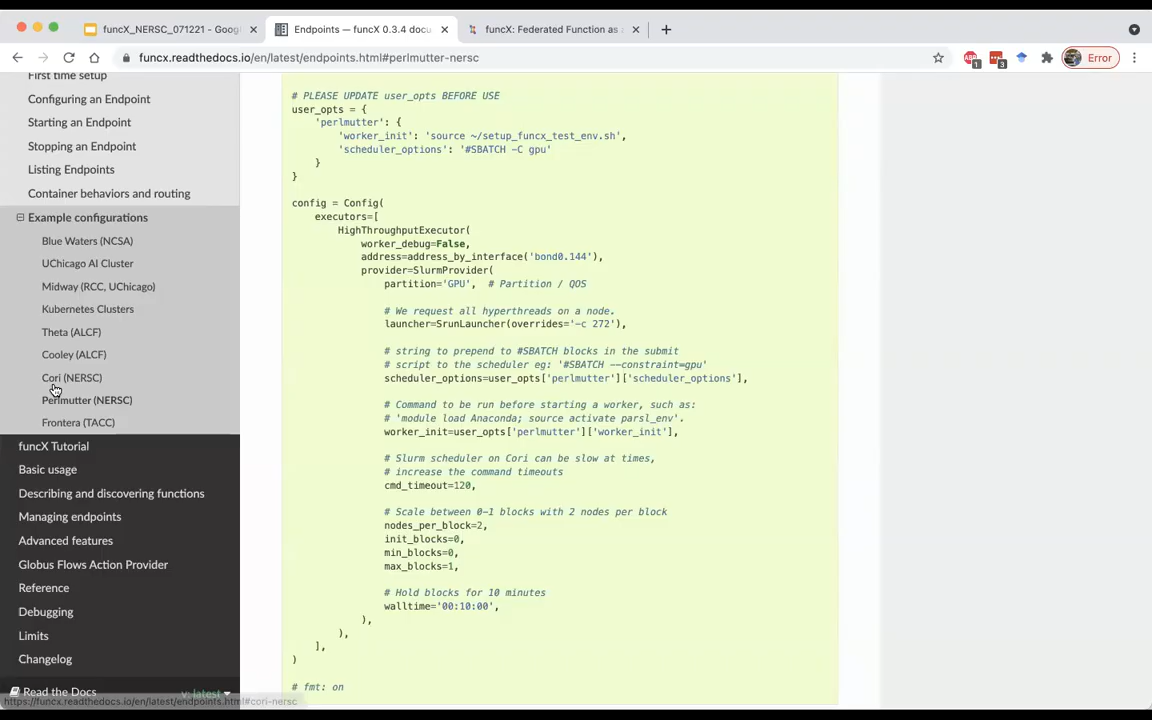 funcX_NERSC_071221 - Goog
Endpoints — funcX 0.3.4 docu
funcX: Federated Function as
funcx.readthedocs.io/en/latest/endpoints.html#perlmutter-nersc
1
3
Error
First time setup
Configuring an Endpoint
Starting an Endpoint
Stopping an Endpoint
Listing Endpoints
Container behaviors and routing
Example configurations
Blue Waters (NCSA)
UChicago AI Cluster
Midway (RCC, UChicago)
Kubernetes Clusters
Theta (ALCF)
Cooley (ALCF)
Cori (NERSC)
Perlmutter (NERSC)
Frontera (TACC)
funcX Tutorial
Basic usage
Describing and discovering functions
Managing endpoints
Advanced features
Globus Flows Action Provider
Reference
Debugging
Limits
Changelog
Read the Docs
v: latest
https://funcx.readthedocs.io/en/latest/endpoints.html#cori-nersc
# PLEASE UPDATE user_opts BEFORE USE
user_opts = {
'perlmutter': {
'worker_init': 'source ~/setup_funcx_test_env.sh',
'scheduler_options': '#SBATCH -C gpu'
}
}
config = Config(
executors=[
HighThroughputExecutor(
worker_debug=False,
address=address_by_interface('bond0.144'),
provider=SlurmProvider(
partition='GPU',  # Partition / QOS
# We request all hyperthreads on a node.
launcher=SrunLauncher(overrides='-c 272'),
# string to prepend to #SBATCH blocks in the submit
# script to the scheduler eg: '#SBATCH --constraint=gpu'
scheduler_options=user_opts['perlmutter']['scheduler_options'],
# Command to be run before starting a worker, such as:
# 'module load Anaconda; source activate parsl_env'.
worker_init=user_opts['perlmutter']['worker_init'],
# Slurm scheduler on Cori can be slow at times,
# increase the command timeouts
cmd_timeout=120,
# Scale between 0-1 blocks with 2 nodes per block
nodes_per_block=2,
init_blocks=0,
min_blocks=0,
max_blocks=1,
# Hold blocks for 10 minutes
walltime='00:10:00',
),
),
],
)
# fmt: on